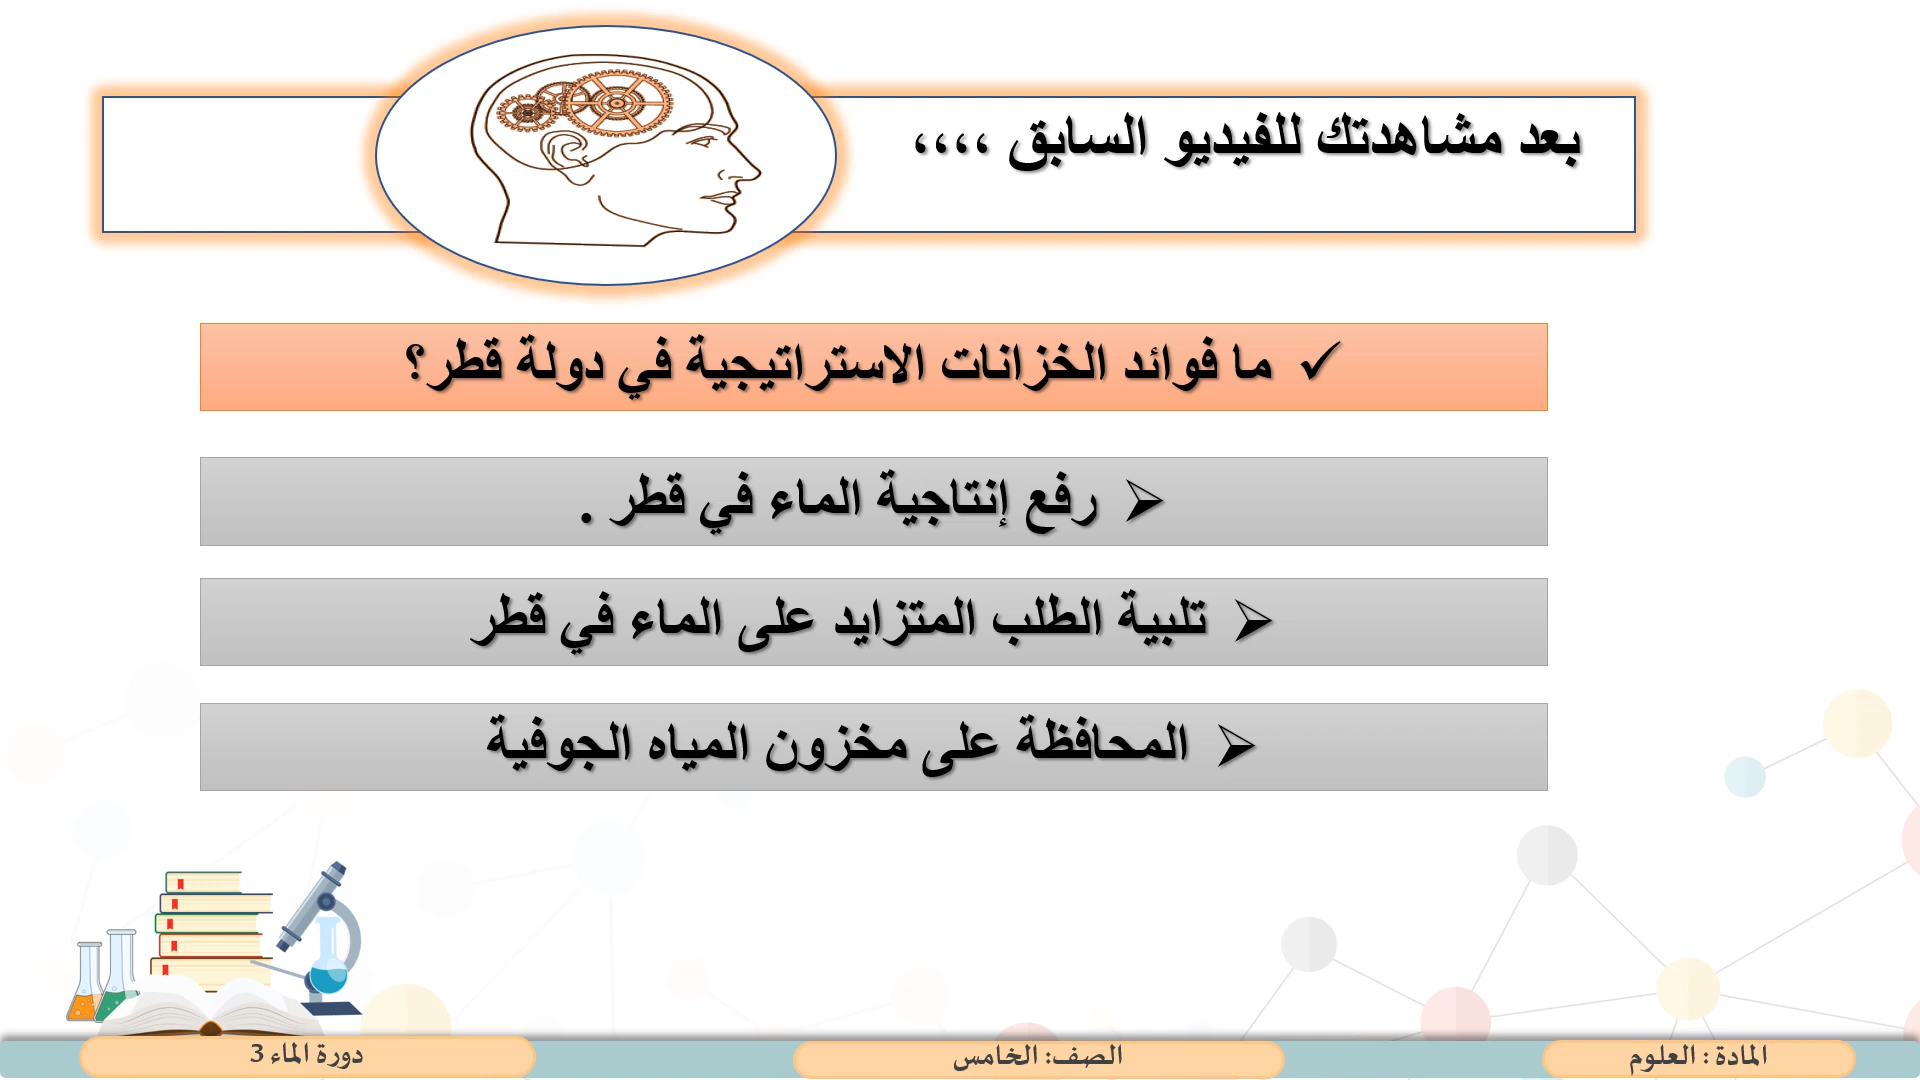 بعد مشاهدتك للفيديو السابق ،،،،
✓ ما فوائد الخزانات الاستراتيجية في دولة قطر؟
➢ رفع إنتاجية الماء في قطر .
➢ تلبية الطلب المتزايد على الماء في قطر
➢ المحافظة على مخزون المياه الجوفية
المادة : العلوم
الصف: الخامس
دورة الماء 3